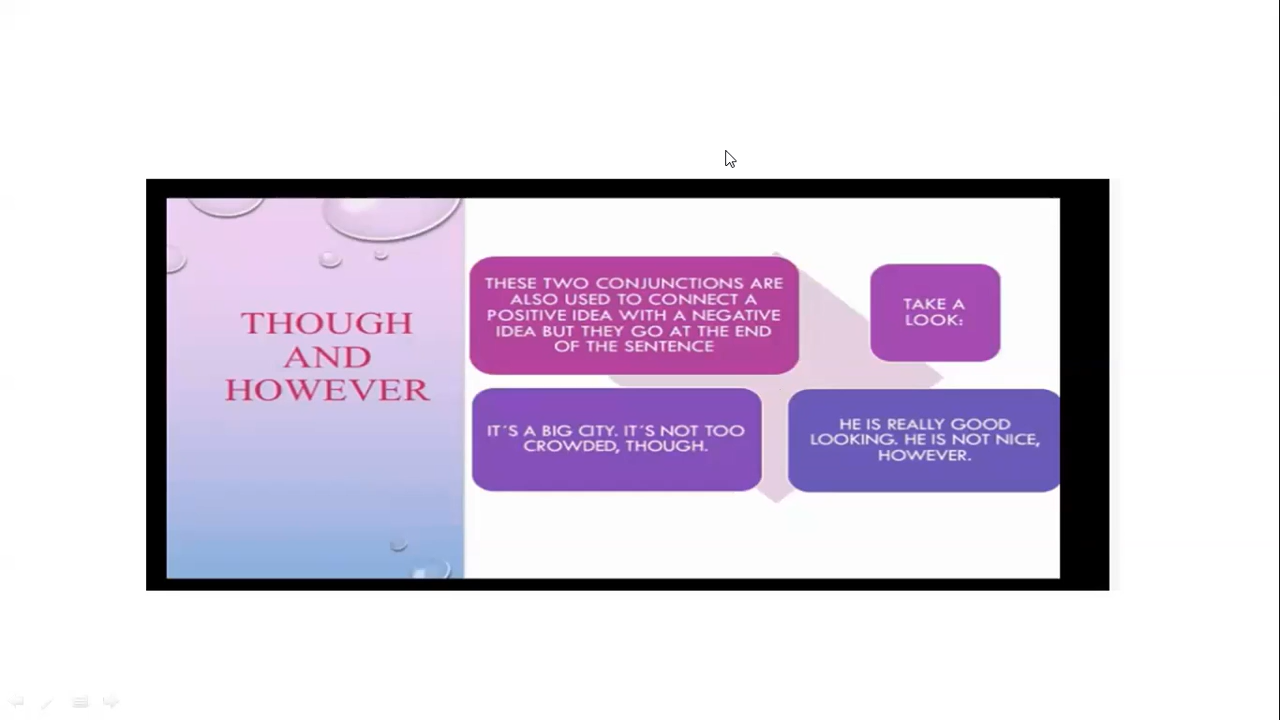 THOUGH
AND
HOWEVER
THESE TWO CONJUNCTIONS ARE
ALSO USED TO CONNECT A
POSITIVE IDEA WITH A NEGATIVE
IDEA BUT THEY GO AT THE END
OF THE SENTENCE
TAKE A
LOOK:
IT´S A BIG CITY. IT´S NOT TOO
CROWDED, THOUGH.
HE IS REALLY GOOD
LOOKING. HE IS NOT NICE,
HOWEVER.